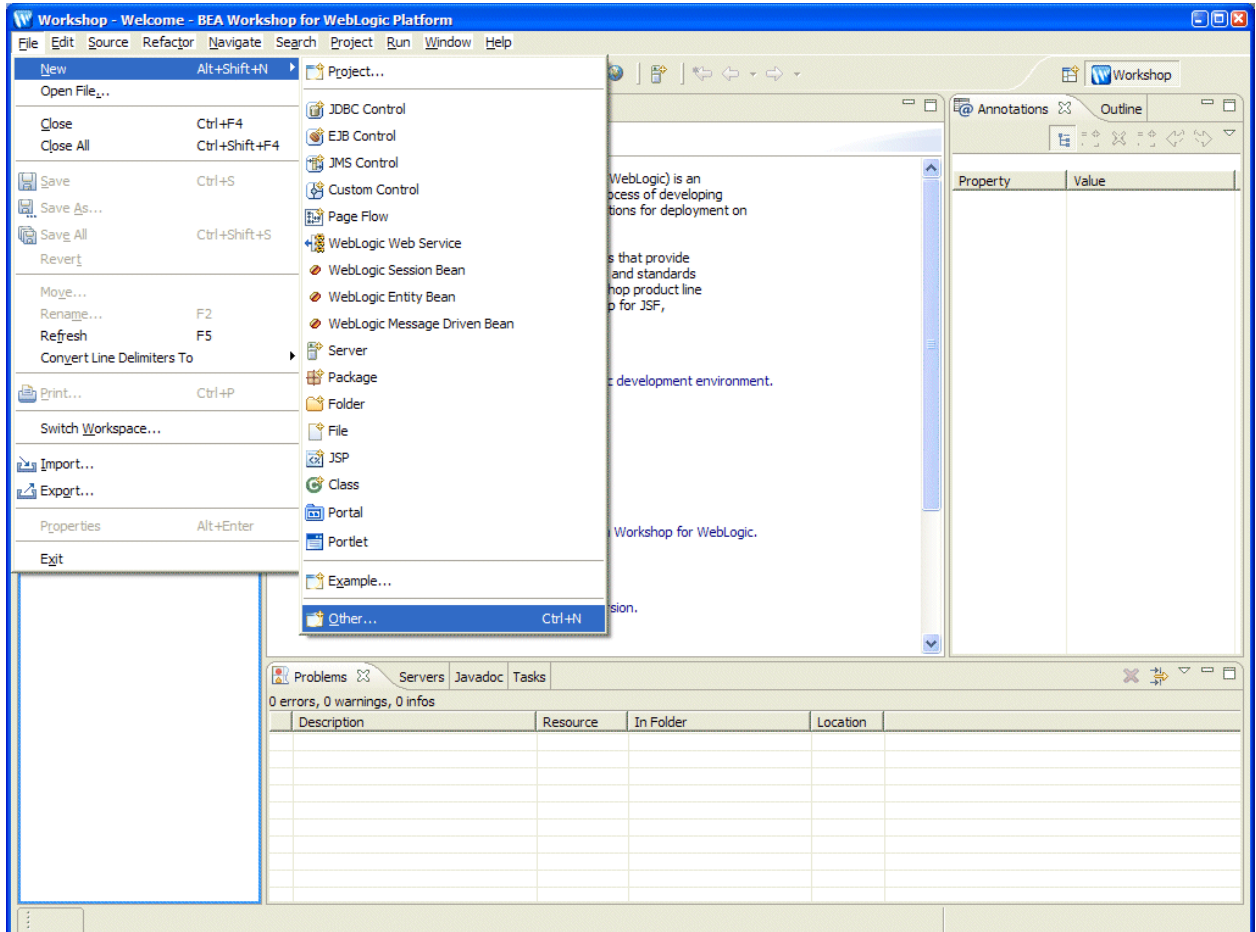 Workshop - Welcome - BEA Workshop for WebLogic Platform
File Edit Source Refactor Navigate Search Project Run Window Help
New Alt+Shift+N
Open File...
Close Ctrl+F4
Close All Ctrl+Shift+F4
Save Ctrl+S
Save As...
Save All Ctrl+Shift+S
Revert
Move...
Rename... F2
Refresh F5
Convert Line Delimiters To
Print... Ctrl+P
Switch Workspace...
Import...
Export...
Properties Alt+Enter
Exit
Project...
JDBC Control
EJB Control
JMS Control
Custom Control
Page Flow
WebLogic Web Service
WebLogic Session Bean
WebLogic Entity Bean
WebLogic Message Driven Bean
Server
Package
Folder
File
JSP
Class
Portal
Portlet
Example...
Other... Ctrl+N
WebLogic) is an
of developing
for deployment on
that provide
and standards
product line
for JSF,
development environment.
Workshop for WebLogic.
Workshop
Annotations Outline
Property Value
Problems Servers Javadoc Tasks
0 errors, 0 warnings, 0 infos
Description Resource In Folder Location